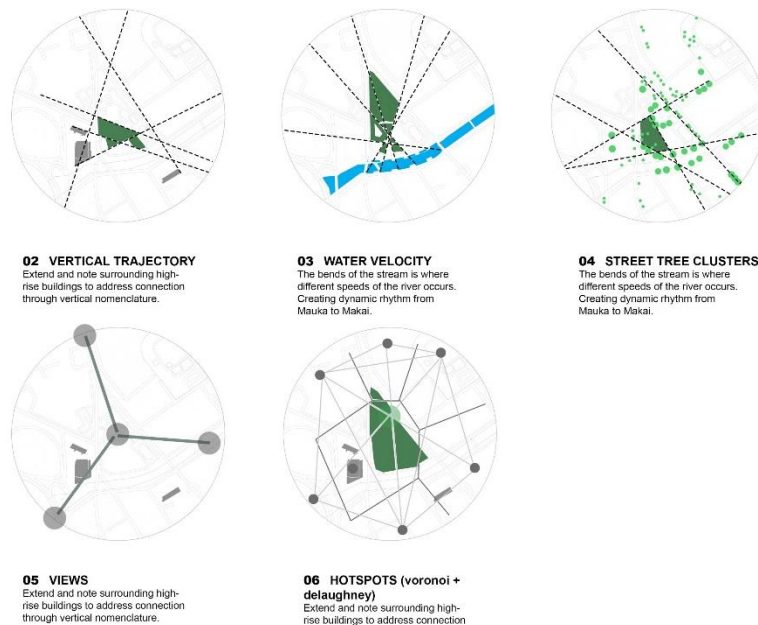 02 VERTICAL TRAJECTORY
Extend and note surrounding high-
rise buildings to address connection
through vertical nomenclature.
03 WATER VELOCITY
The bends of the stream is where
different speeds of the river occurs.
Creating dynamic rhythm from
Mauka to Makai.
04 STREET TREE CLUSTERS
The bends of the stream is where
different speeds of the river occurs.
Creating dynamic rhythm from
Mauka to Makai.
05 VIEWS
Extend and note surrounding high-
rise buildings to address connection
through vertical nomenclature.
06 HOTSPOTS (voronoi +
delaughney)
Extend and note surrounding high-
rise buildings to address connection